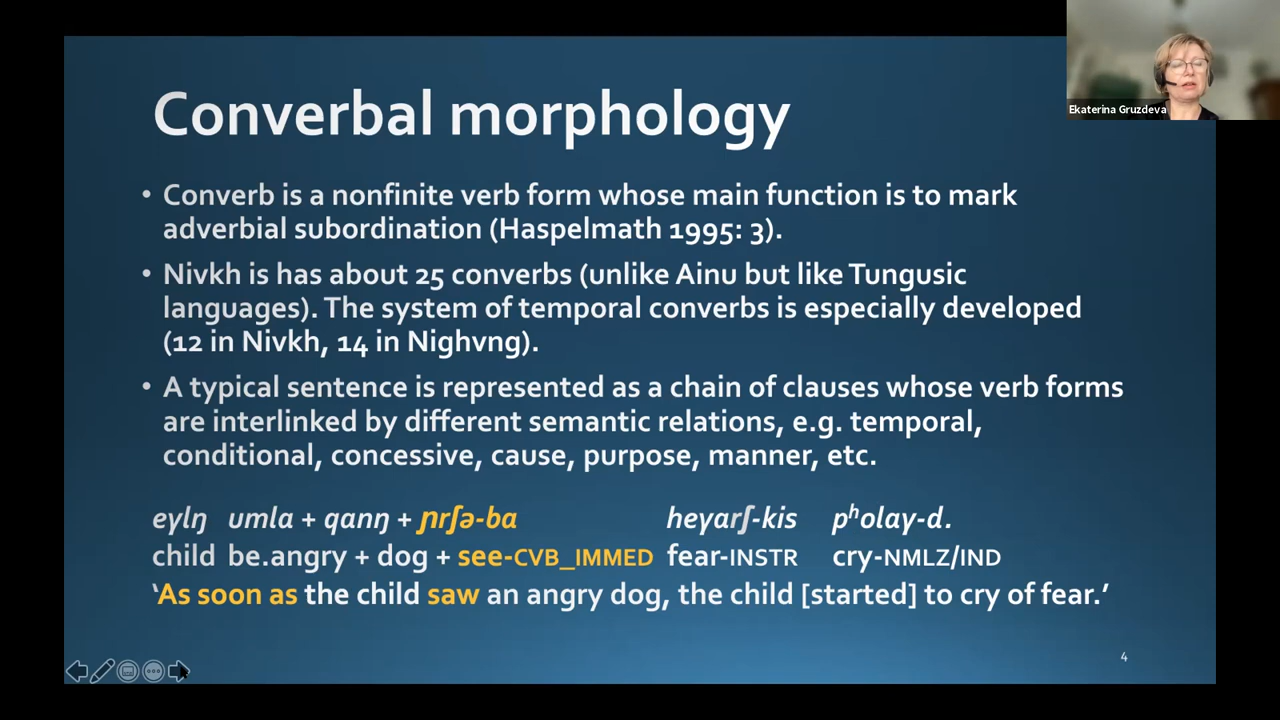 Converbal morphology
Ekaterina Gruzdeva
• Converb is a nonfinite verb form whose main function is to mark
adverbial subordination (Haspelmath 1995: 3).
• Nivkh is has about 25 converbs (unlike Ainu but like Tungusic
languages). The system of temporal converbs is especially developed
(12 in Nivkh, 14 in Nighvng).
• A typical sentence is represented as a chain of clauses whose verb forms
are interlinked by different semantic relations, e.g. temporal,
conditional, concessive, cause, purpose, manner, etc.
eɣlŋ umla + qanŋ + ɲrʃə-ba heɣarʃ-kis pʰolaɣ-d.
child be.angry + dog + see-CVB_IMMED fear-INSTR cry-NMLZ/IND
‘As soon as the child saw an angry dog, the child [started] to cry of fear.’
4